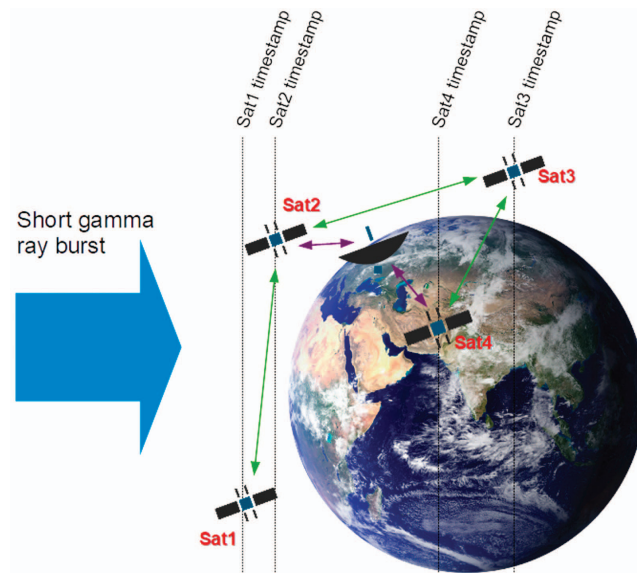 Sat1 timestamp
Sat2 timestamp
Sat4 timestamp
Sat3 timestamp
Sat3
Sat2
Short gamma
ray burst
Sat4
Sat1